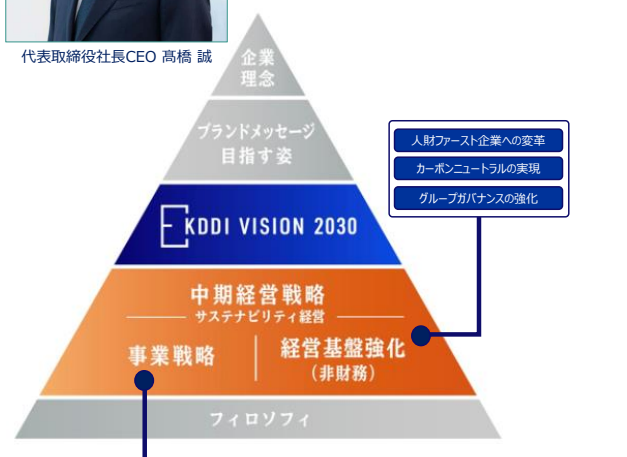 代表取締役社長CEO 髙橋 誠
企業
理念
ブランドメッセージ
目指す姿
KDDI VISION 2030
中期経営戦略
サステナビリティ経営
事業戦略
経営基盤強化
(非財務)
フィロソフィ
人財ファースト企業への変革
カーボンニュートラルの実現
グループガバナンスの強化